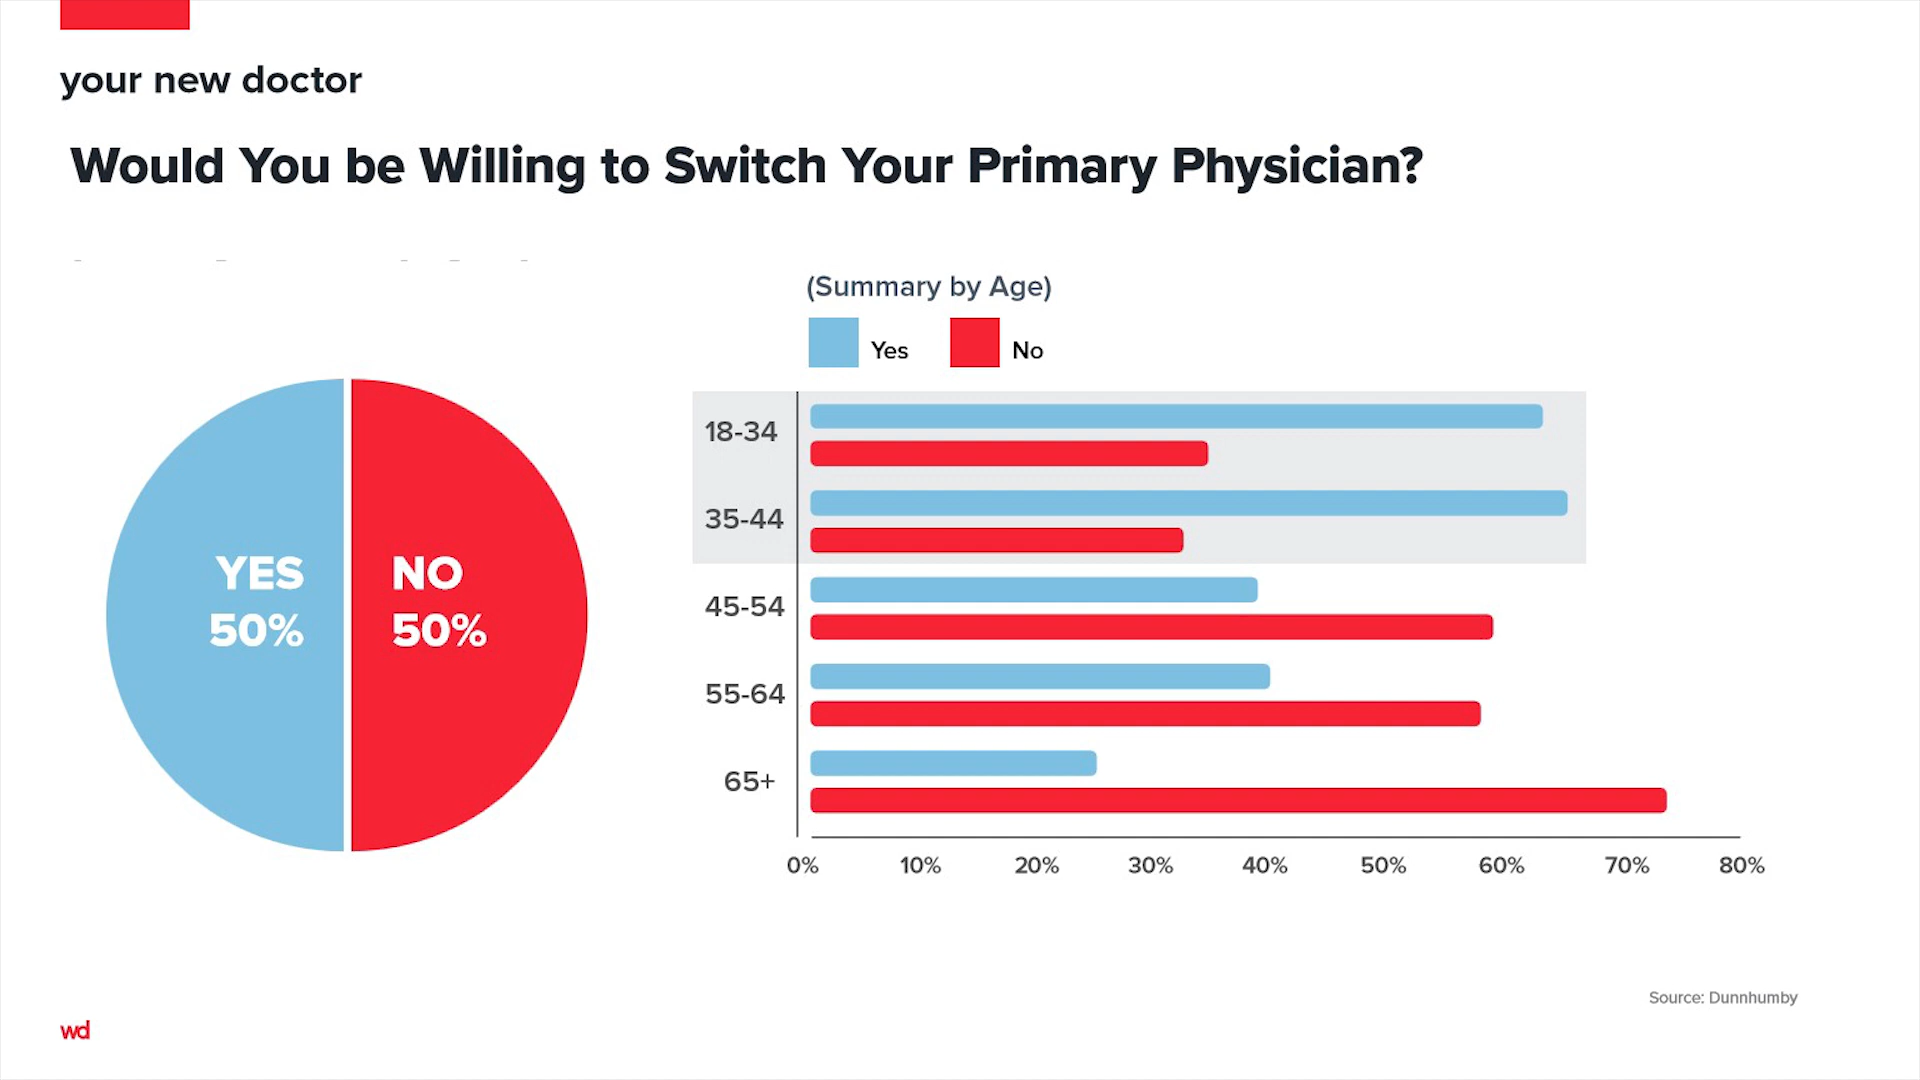 your new doctor
Would You be Willing to Switch Your Primary Physician?
(Summary by Age)
Yes No
YES
50%
NO
50%
18-34
35-44
45-54
55-64
65+
0% 10% 20% 30% 40% 50% 60% 70% 80%
Source: Dunnhumby
wd